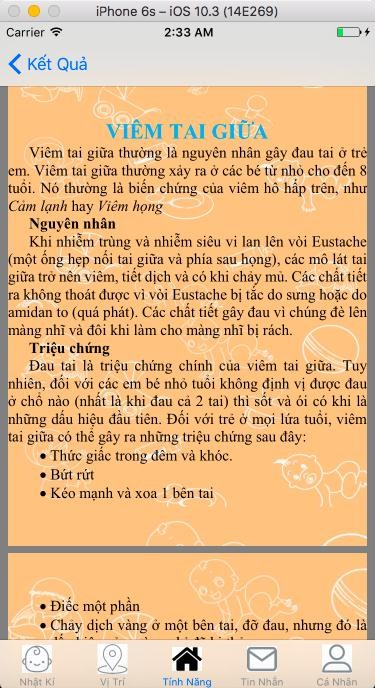 iPhone 6s – iOS 10.3 (14E269)
Carrier 2:33 AM
Kết Quả
VIÊM TAI GIỮA
Viêm tai giữa thường là nguyên nhân gây đau tai ở trẻ
em. Viêm tai giữa thường xảy ra ở các bé từ nhỏ cho đến 8
tuổi. Nó thường là biến chứng của viêm hô hấp trên, như
Cảm lạnh hay Viêm họng
Nguyên nhân
Khi nhiễm trùng và nhiễm siêu vi lan lên vòi Eustache
(một ống hẹp nối tai giữa và phía sau họng), các mô lát tai
giữa trở nên viêm, tiết dịch và có khi chảy mủ. Các chất tiết
ra không thoát được vì vòi Eustache bị tắc do sưng hoặc do
amiđan to (quá phát). Các chất tiết gây đau vì chúng đè lên
màng nhĩ và đôi khi làm cho màng nhĩ bị rách.
Triệu chứng
Đau tai là triệu chứng chính của viêm tai giữa. Tuy
nhiên, đối với các em bé nhỏ tuổi không định vị được đau
ở chỗ nào (nhất là khi đau cả 2 tai) thì sốt và ói có khi là
những dấu hiệu đầu tiên. Đối với trẻ ở mọi lứa tuổi, viêm
tai giữa có thể gây ra những triệu chứng sau đây:
• Thức giấc trong đêm và khóc.
• Bứt rứt
• Kéo mạnh và xoa 1 bên tai
• Điếc một phần
• Chảy dịch vàng ở một bên tai, đỡ đau, nhưng đó là
Nhật Kí Vị Trí Tính Năng Tin Nhắn Cá Nhân